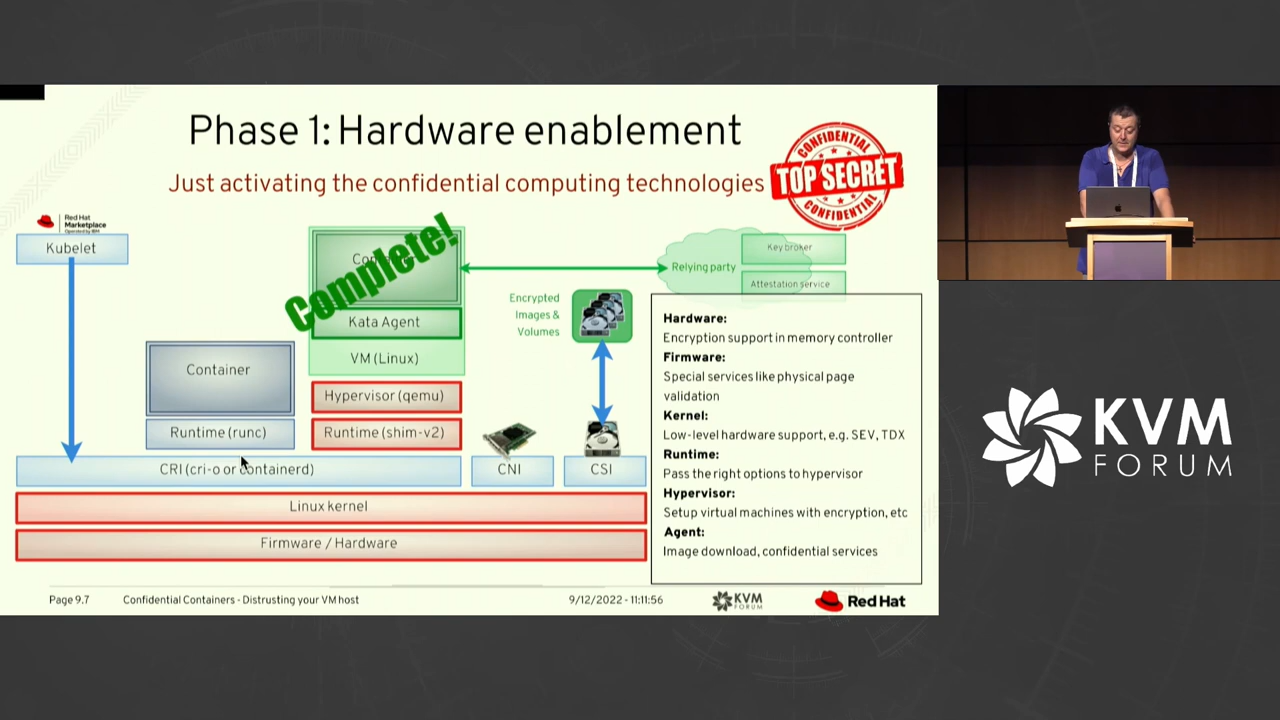 Phase 1: Hardware enablement
Just activating the confidential computing technologies
CONFIDENTIAL
TOP SECRET
CONFIDENTIAL
Red Hat
Marketplace
Operated by IBM
Kubelet
Complete!
Kata Agent
VM (Linux)
Hypervisor (qemu)
Runtime (shim-v2)
Container
Runtime (runc)
CRI (cri-o or containerd)
CNI
CSI
Linux kernel
Firmware / Hardware
Encrypted
Images &
Volumes
Relying party
Key broker
Attestation service
Hardware:
Encryption support in memory controller
Firmware:
Special services like physical page
validation
Kernel:
Low-level hardware support, e.g. SEV, TDX
Runtime:
Pass the right options to hypervisor
Hypervisor:
Setup virtual machines with encryption, etc
Agent:
Image download, confidential services
Page 9.7
Confidential Containers - Distrusting your VM host
9/12/2022 - 11:11:56
KVM
FORUM
Red Hat
KVM
FORUM